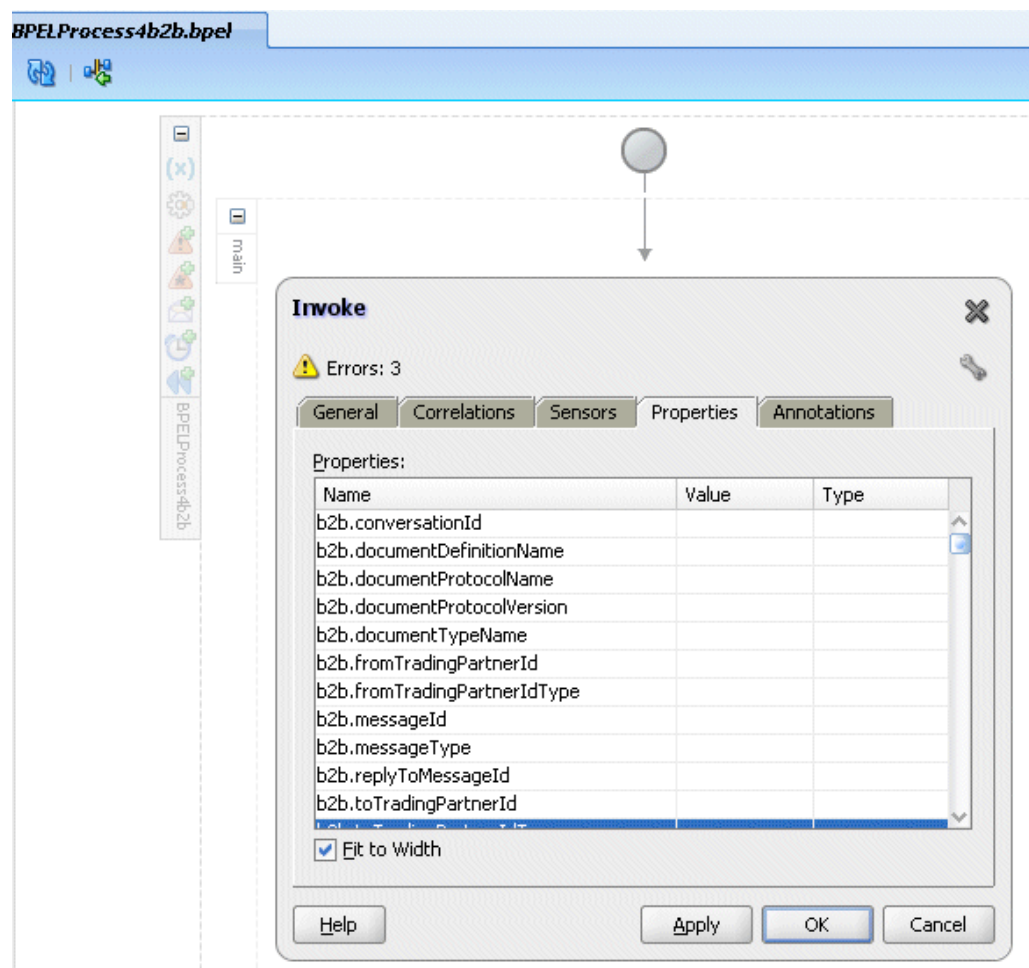 BPELProcess4b2b.bpel
(x)
main
BPELProcess4b2b
Invoke
Errors: 3
General Correlations Sensors Properties Annotations
Properties:
Name Value Type
b2b.conversationId
b2b.documentDefinitionName
b2b.documentProtocolName
b2b.documentProtocolVersion
b2b.documentTypeName
b2b.fromTradingPartnerId
b2b.fromTradingPartnerIdType
b2b.messageId
b2b.messageType
b2b.replyToMessageId
b2b.toTradingPartnerId
Fit to Width
Help Apply OK Cancel